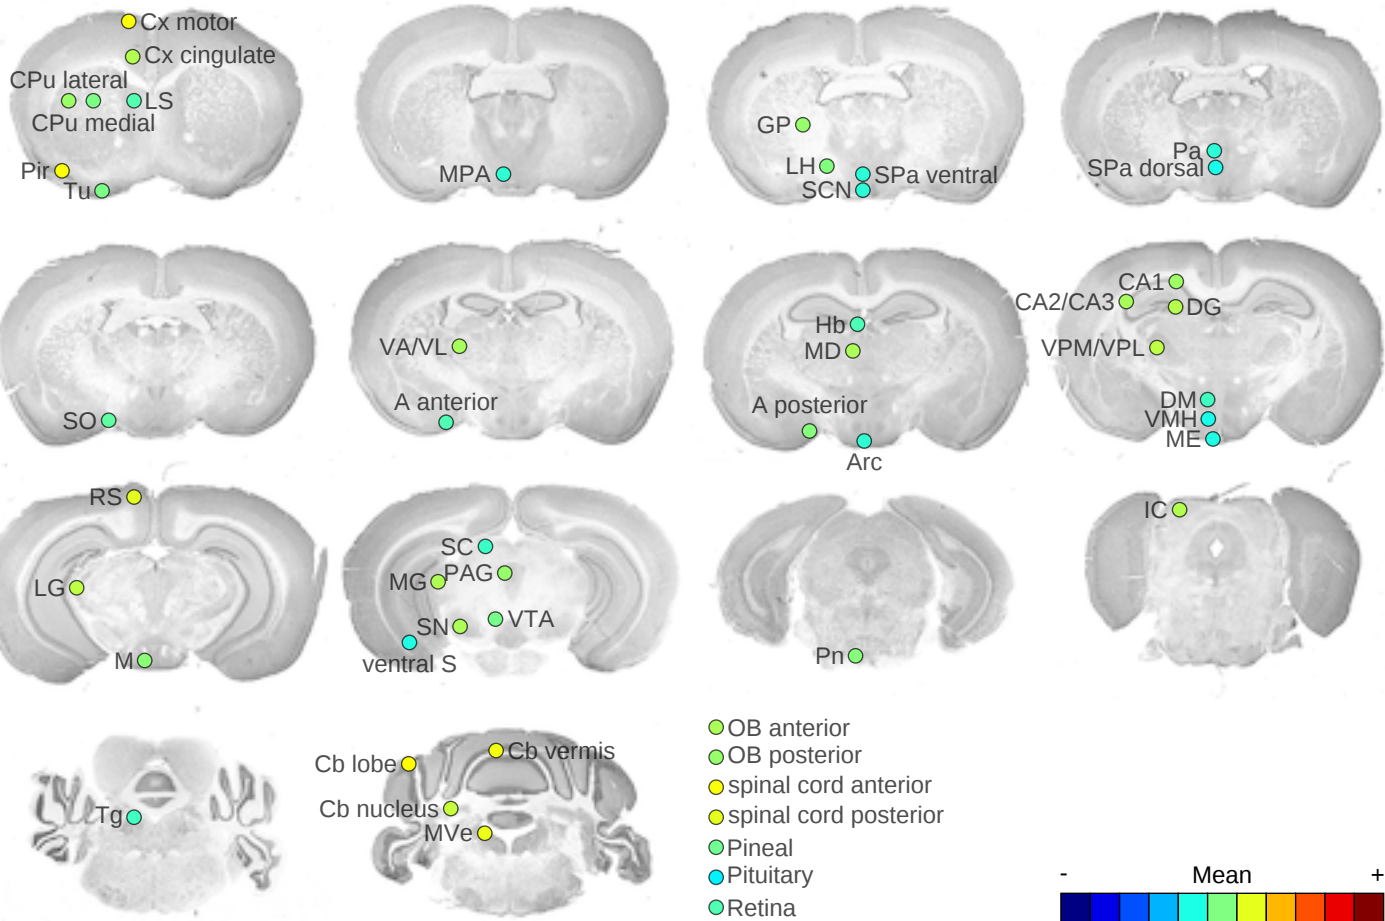 Cx motor
Cx cingulate
CPu lateral
LS
CPu medial
Pir
Tu
MPA
GP
LH
SPa ventral
SCN
Pa
SPa dorsal
SO
VA/VL
A anterior
Hb
MD
A posterior
Arc
CA1
CA2/CA3
DG
VPM/VPL
DM
VMH
ME
RS
LG
M
SC
MG
PAG
SN
VTA
ventral S
Pn
IC
Tg
Cb lobe
Cb vermis
Cb nucleus
MVe
OB anterior
OB posterior
spinal cord anterior
spinal cord posterior
Pineal
Pituitary
Retina
- Mean +